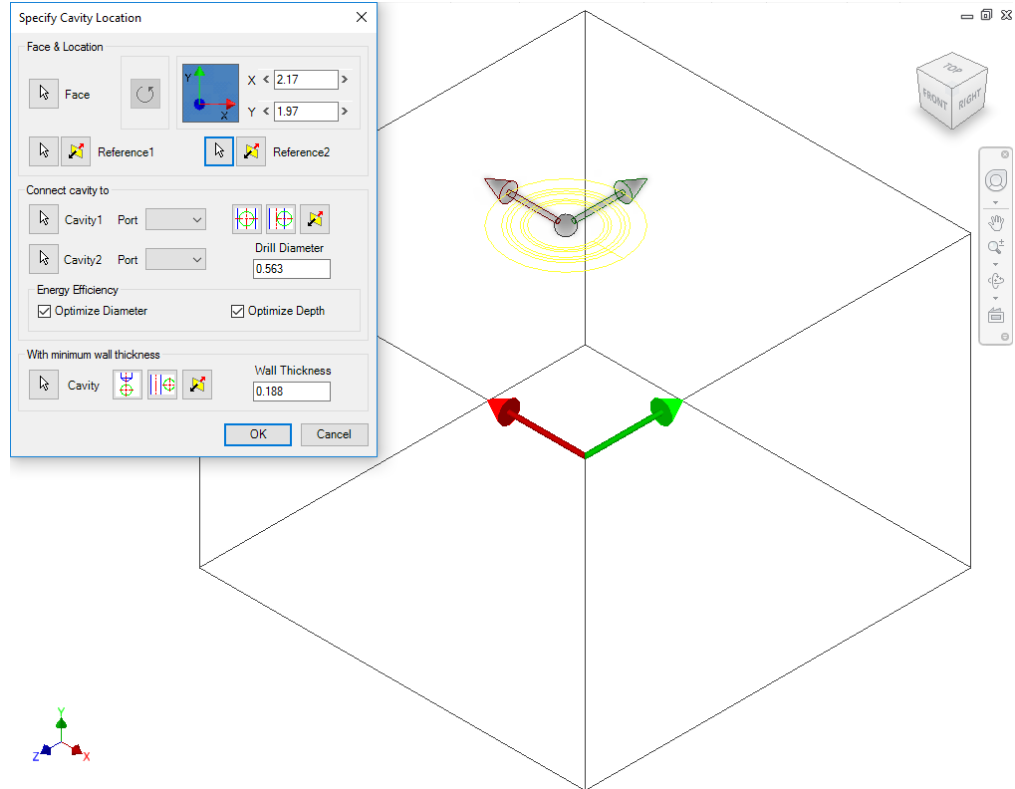 Specify Cavity Location
Face & Location
Face
Y
X
X < 2.17 >
Y < 1.97 >
Reference1
Reference2
Connect cavity to
Cavity1 Port
Cavity2 Port
Drill Diameter
0.563
Energy Efficiency
Optimize Diameter
Optimize Depth
With minimum wall thickness
Cavity
Wall Thickness
0.188
OK
Cancel
TOP
FRONT
RIGHT
Y
Z
X